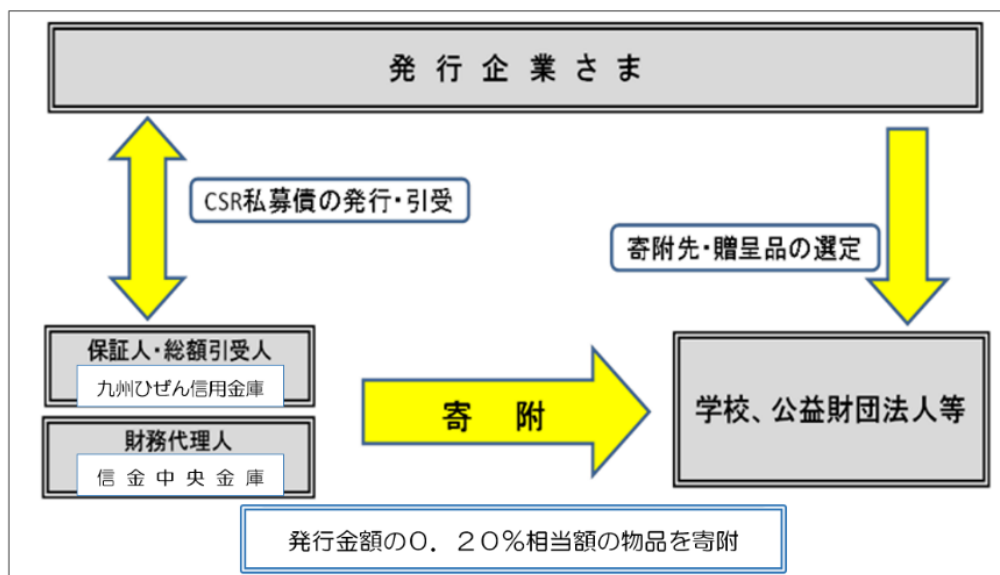 発行企業さま
CSR私募債の発行・引受
寄附先・贈呈品の選定
保証人・総額引受人
九州ひぜん信用金庫
財務代理人
信金中央金庫
寄附
学校、公益財団法人等
発行金額の0．20%相当額の物品を寄附